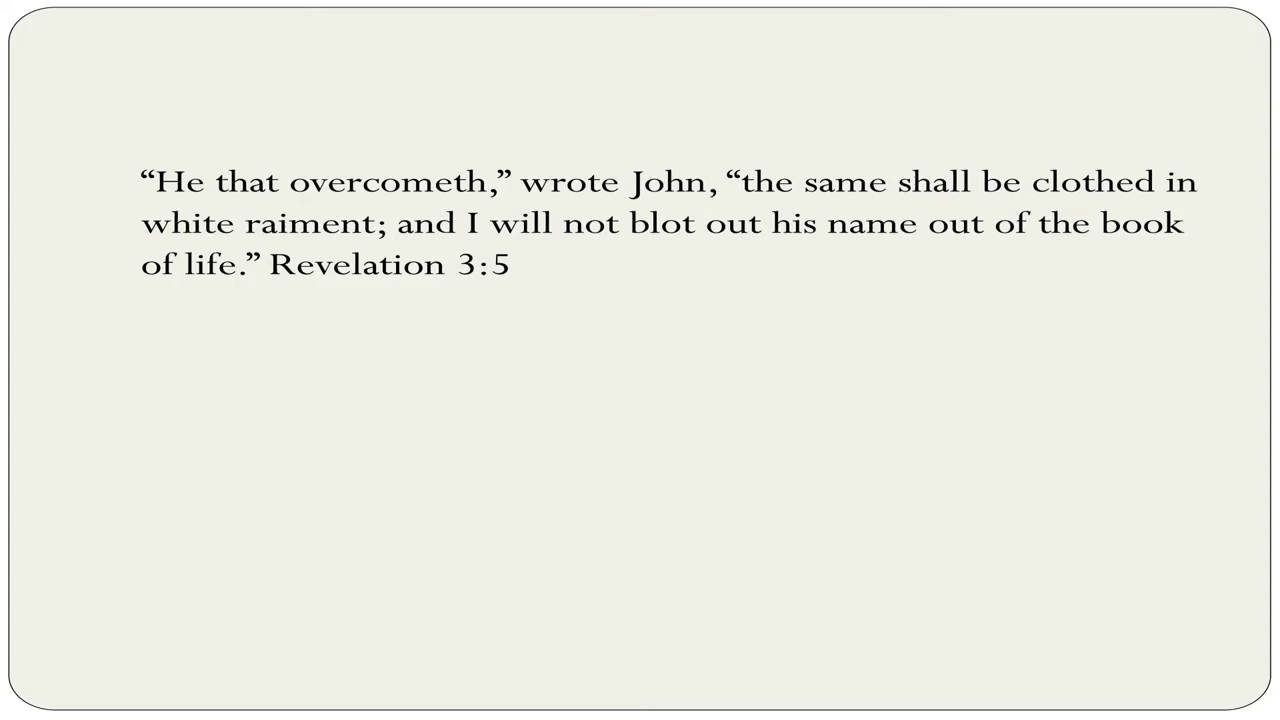 “He that overcometh,” wrote John, “the same shall be clothed in
white raiment; and I will not blot out his name out of the book
of life.” Revelation 3:5